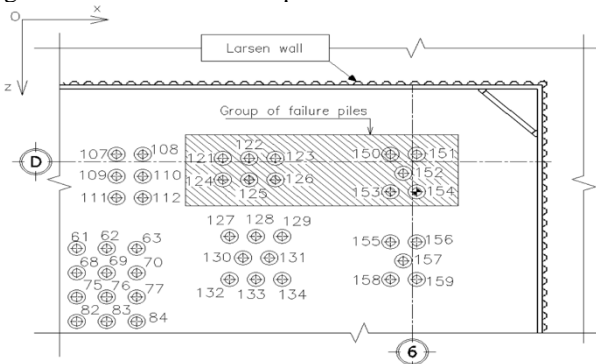 O x
Larsen wall
z
Group of failure piles
122
107 108 121 123 150 151
D
109 110 124 126 152
125
111 112 153 154
127 128 129
61 62 63 155 156
130 131 157
68 69 70
132 133 134 158 159
75 76 77
82 83 84
6